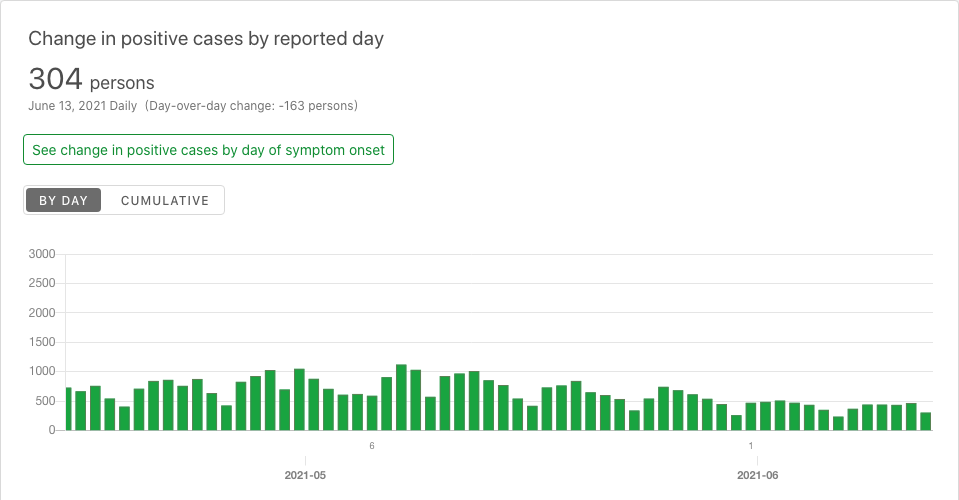 Change in positive cases by reported day
304 persons
June 13, 2021 Daily (Day-over-day change: -163 persons)
See change in positive cases by day of symptom onset
BY DAY CUMULATIVE
3000
2500
2000
1500
1000
500
0
6 1
2021-05 2021-06